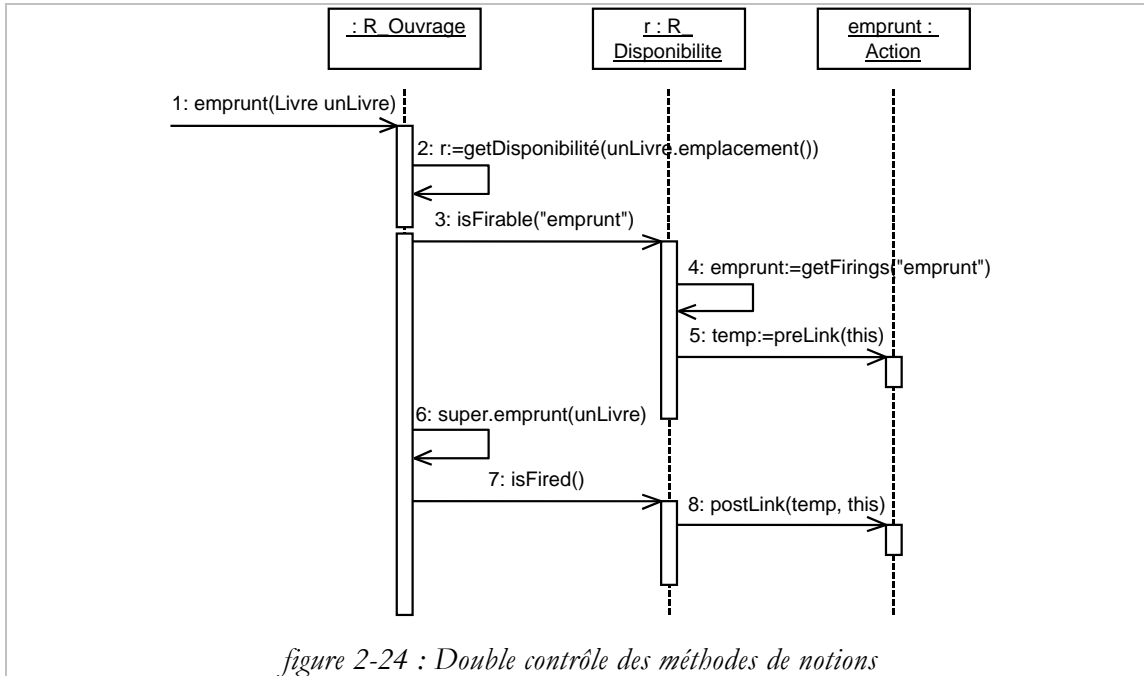 : R_Ouvrage
r : R_
Disponibilite
emprunt :
Action
1: emprunt(Livre unLivre)
2: r:=getDisponibilité(unLivre.emplacement())
3: isFirable("emprunt")
4: emprunt:=getFirings("emprunt")
5: temp:=preLink(this)
6: super.emprunt(unLivre)
7: isFired()
8: postLink(temp, this)
figure 2-24 : Double contrôle des méthodes de notions